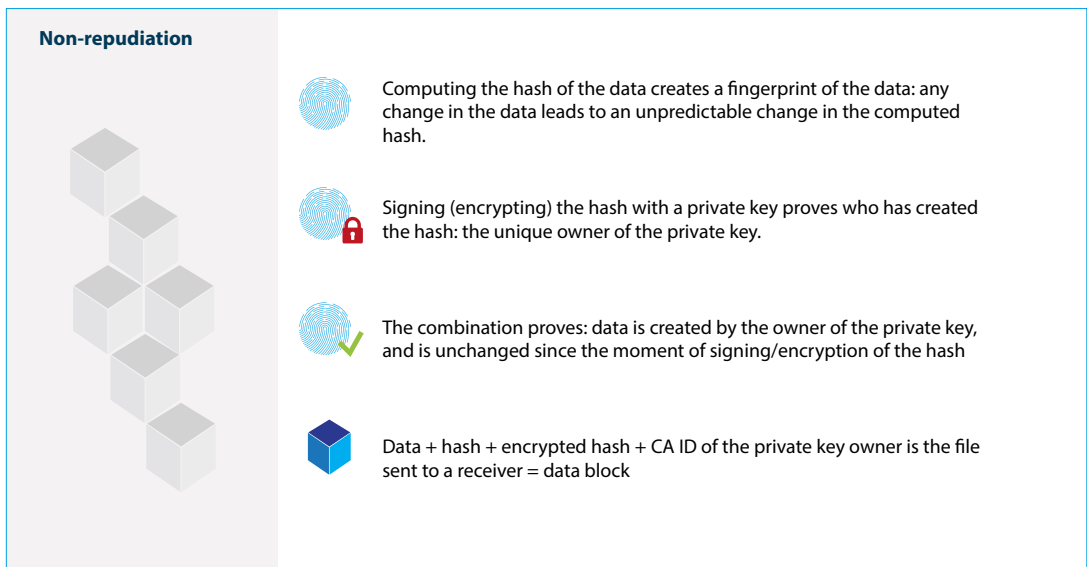 Non-repudiation
Computing the hash of the data creates a fingerprint of the data: any
change in the data leads to an unpredictable change in the computed
hash.
Signing (encrypting) the hash with a private key proves who has created
the hash: the unique owner of the private key.
The combination proves: data is created by the owner of the private key,
and is unchanged since the moment of signing/encryption of the hash
Data + hash + encrypted hash + CA ID of the private key owner is the file
sent to a receiver = data block